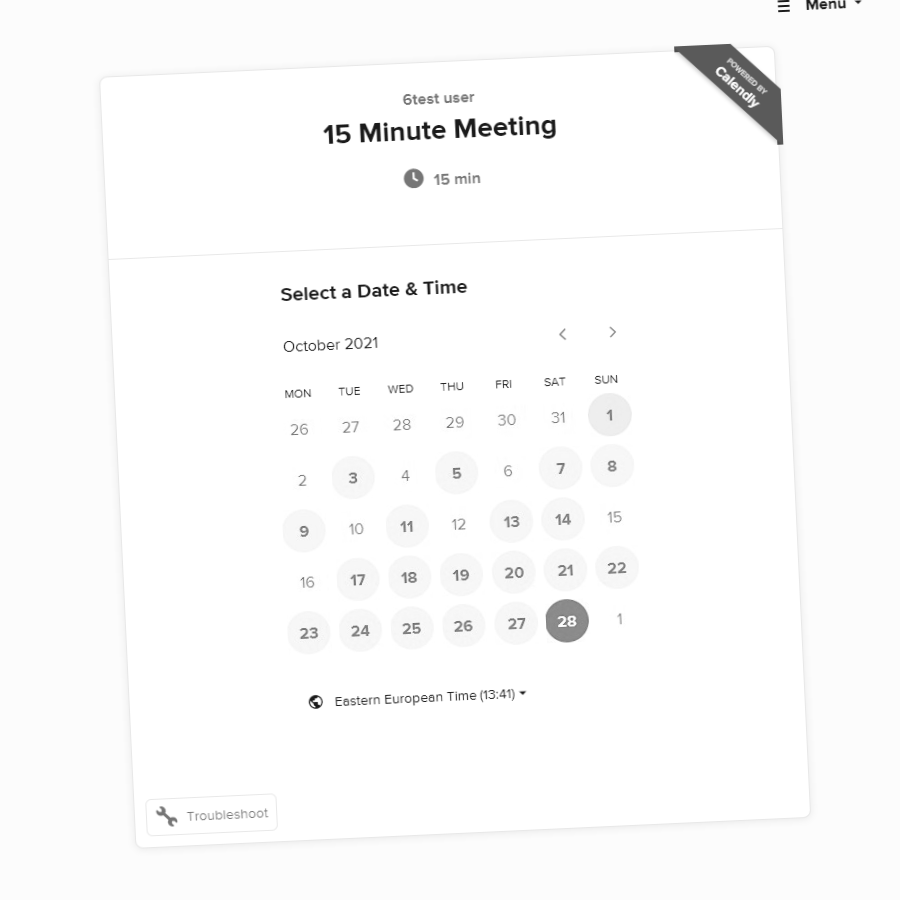 Menu
POWERED BY
Calendly
6test user
15 Minute Meeting
15 min
Select a Date & Time
October 2021
MON TUE WED THU FRI SAT SUN
26 27 28 29 30 31 1
2 3 4 5 6 7 8
9 10 11 12 13 14 15
16 17 18 19 20 21 22
23 24 25 26 27 28 1
Eastern European Time (13:41)
Troubleshoot